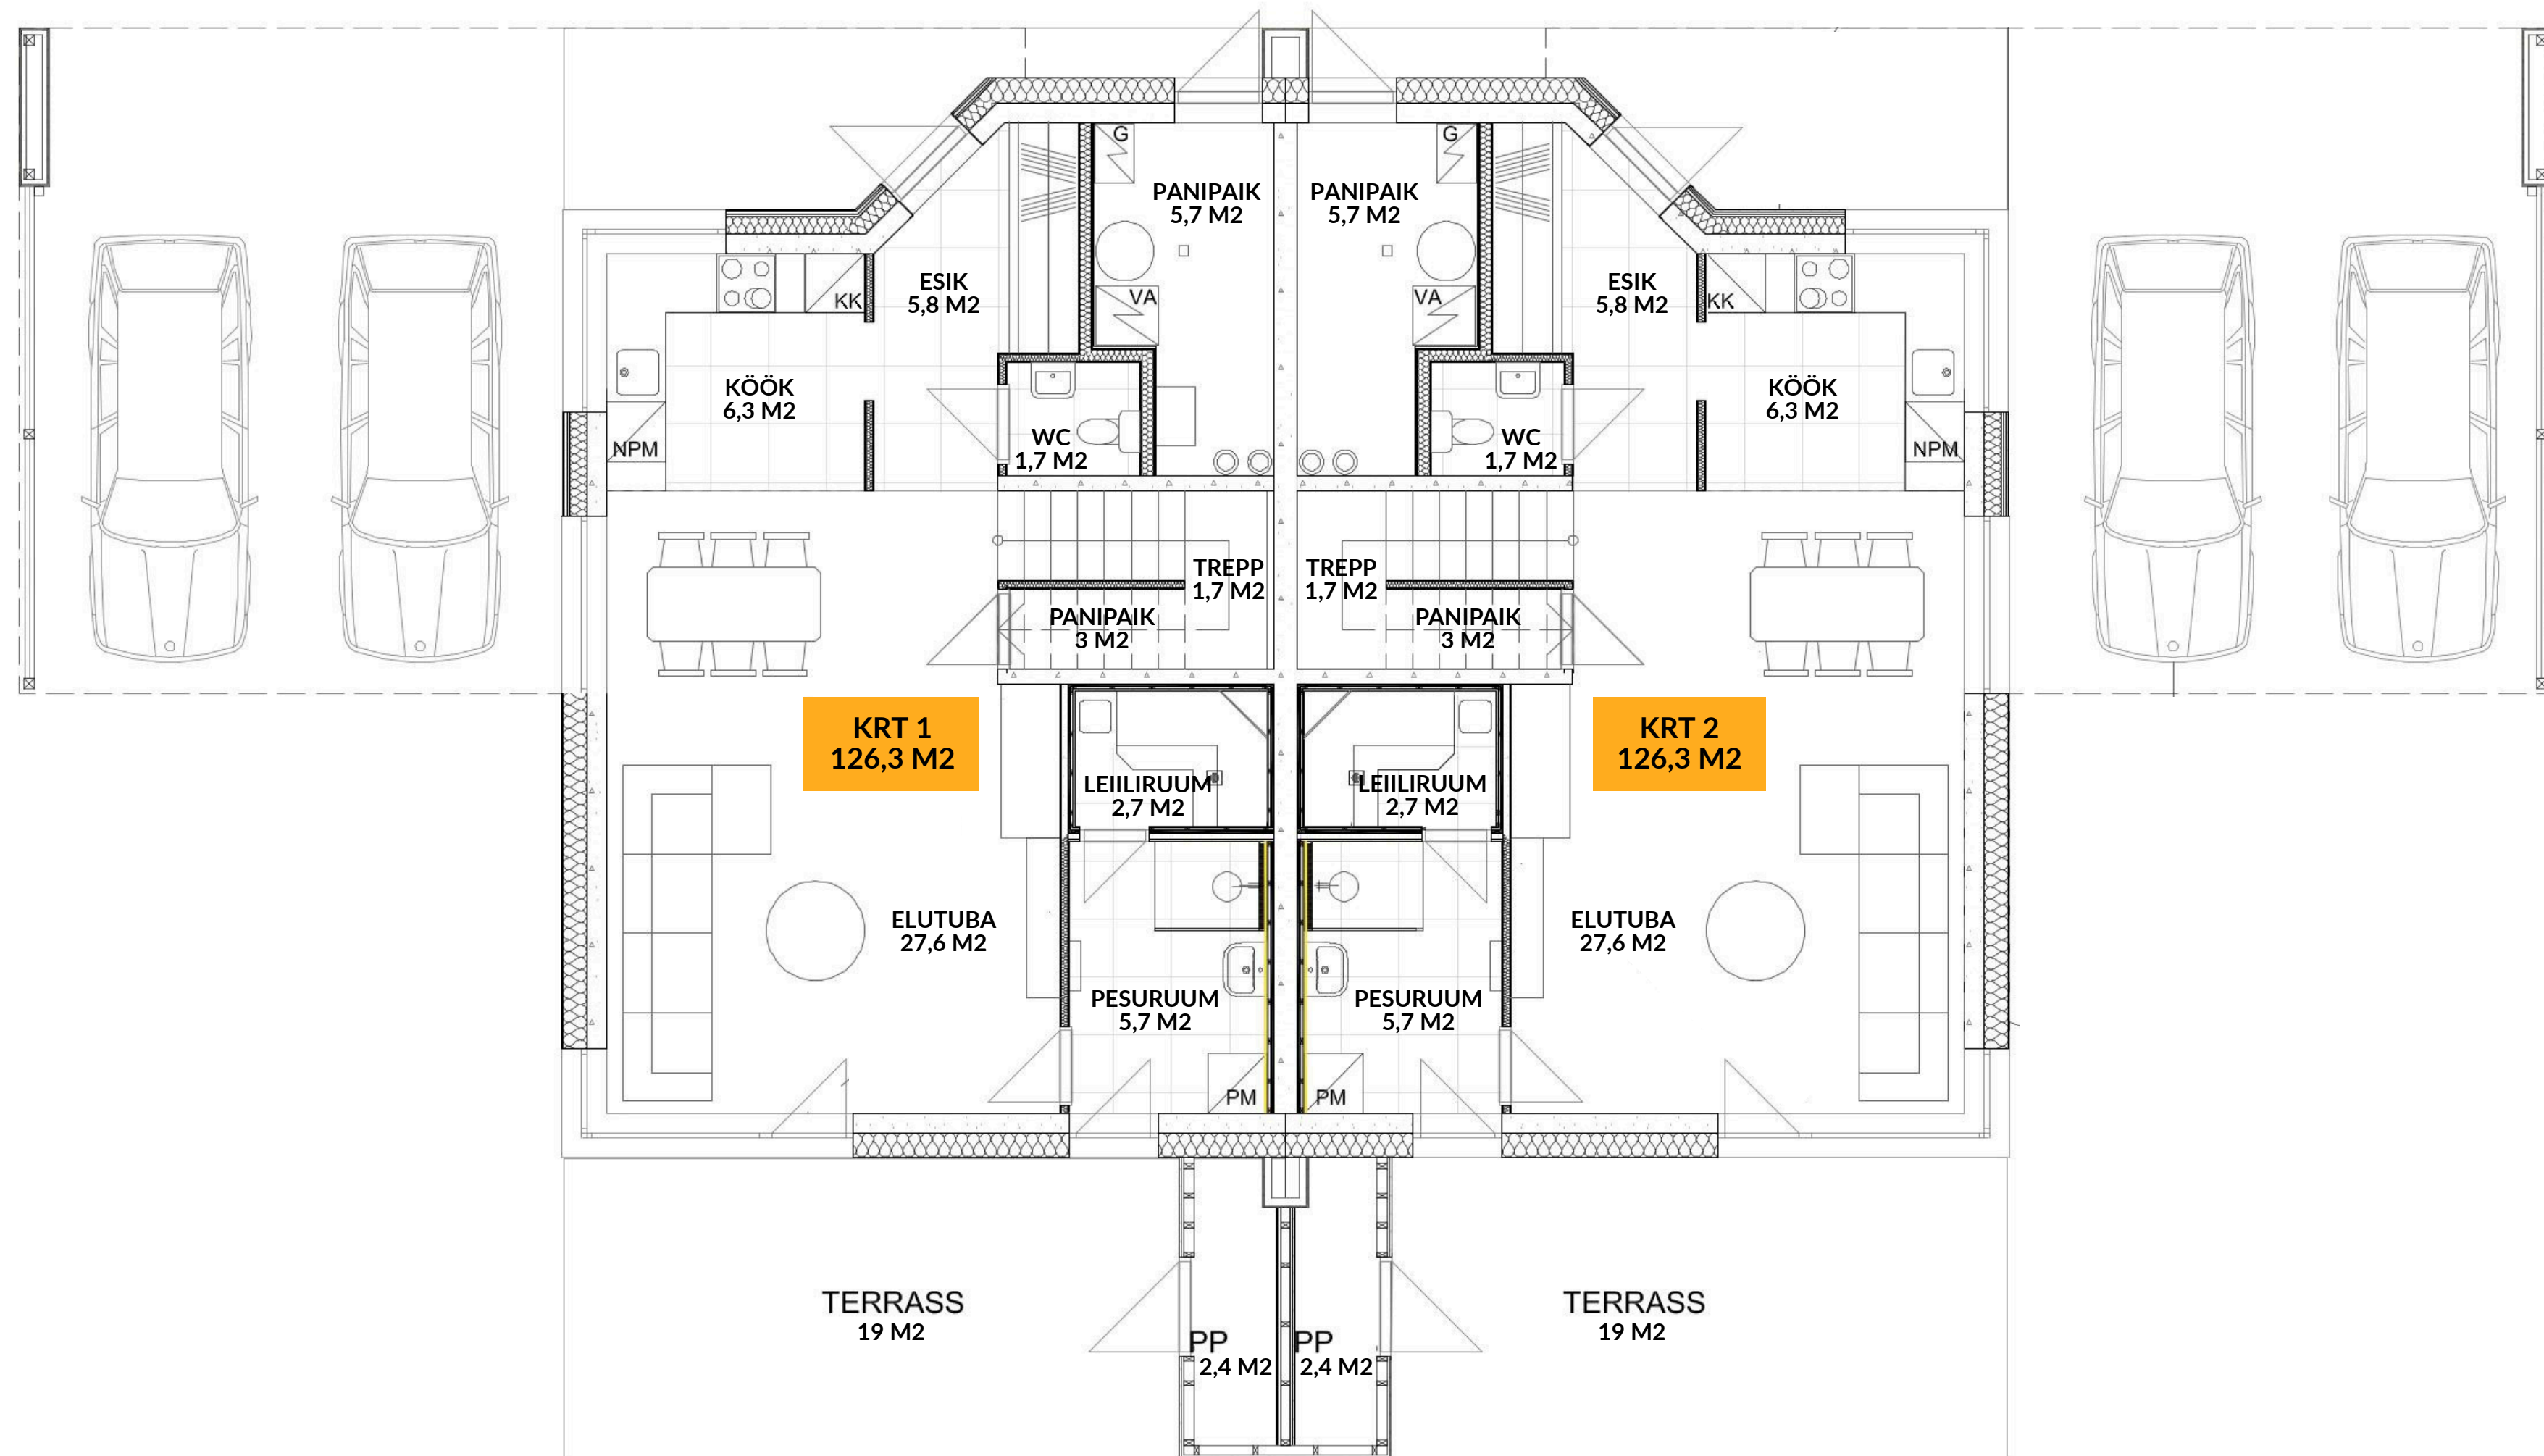 G
G
PANIPAIK
5,7 M2
PANIPAIK
5,7 M2
ESIK
5,8 M2
VA
VA
ESIK
5,8 M2
KK
KK
KÖÖK
6,3 M2
KÖÖK
6,3 M2
NPM
WC
1,7 M2
WC
1,7 M2
NPM
TREPP
1,7 M2
TREPP
1,7 M2
PANIPAIK
3 M2
PANIPAIK
3 M2
KRT 1
126,3 M2
KRT 2
126,3 M2
LEIILIRUUM
2,7 M2
LEIILIRUUM
2,7 M2
ELUTUBA
27,6 M2
ELUTUBA
27,6 M2
PESURUUM
5,7 M2
PESURUUM
5,7 M2
PM
PM
TERRASS
19 M2
TERRASS
19 M2
PP
2,4 M2
PP
2,4 M2